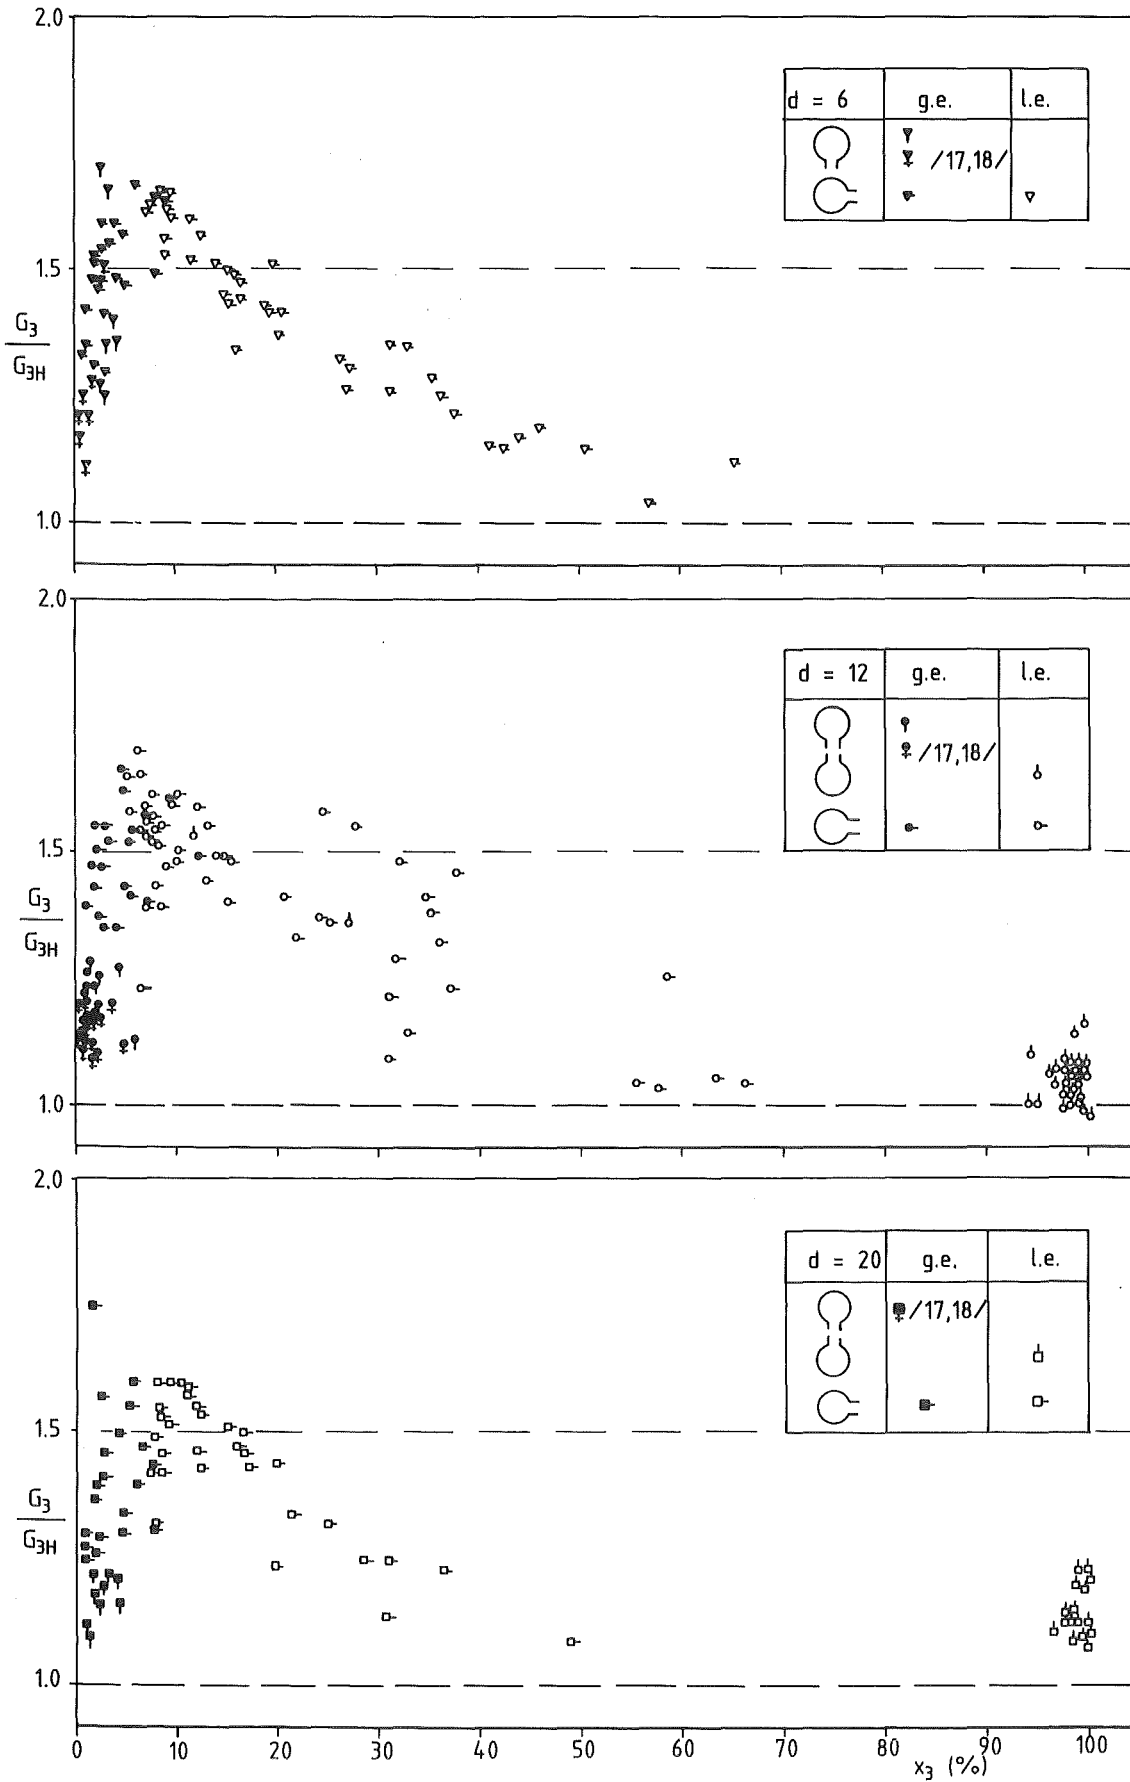 2.0
d = 6 g.e. l.e.
/17,18/
1.5
G3
G3H
1.0
2.0
d = 12 g.e. l.e.
/17,18/
1.5
G3
G3H
1.0
2.0
d = 20 g.e. l.e.
/17,18/
1.5
G3
G3H
1.0
0 10 20 30 40 50 60 70 80 90 100
x3 (%)